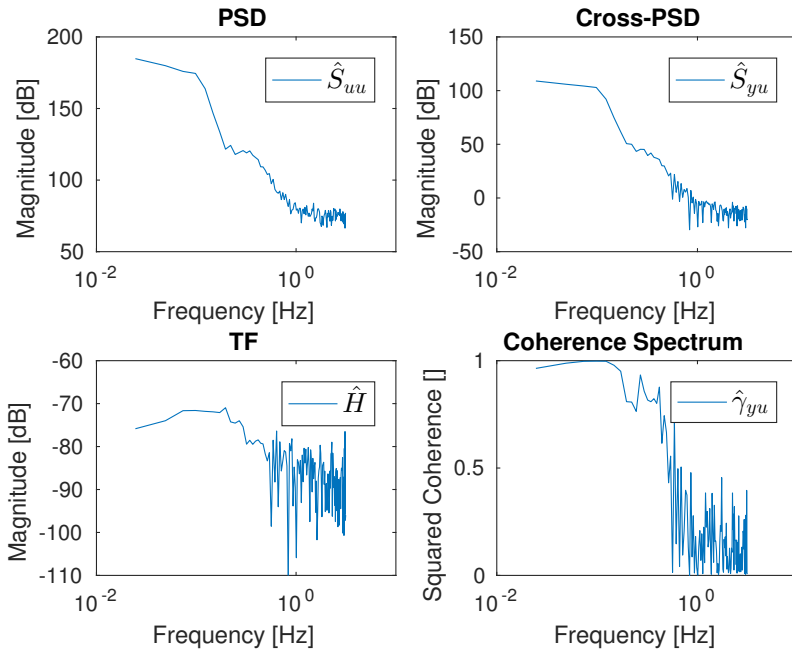 PSD
Magnitude [dB]
200
150
100
50
10^-2
10^0
Frequency [Hz]
Ŝ_uu
Cross-PSD
Magnitude [dB]
150
100
50
0
-50
10^-2
10^0
Frequency [Hz]
Ŝ_yu
TF
Magnitude [dB]
-60
-70
-80
-90
-100
-110
10^-2
10^0
Frequency [Hz]
Ĥ
Coherence Spectrum
Squared Coherence []
1
0.5
0
10^-2
10^0
Frequency [Hz]
γ̂_yu